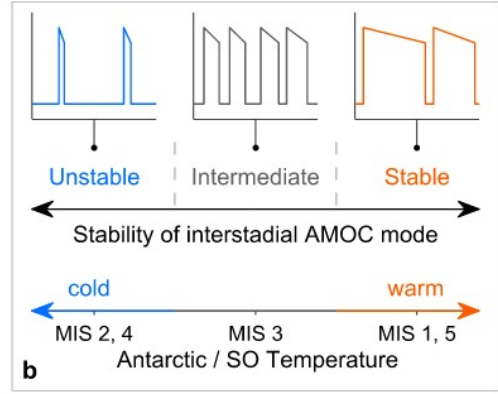 Unstable Intermediate Stable
Stability of interstadial AMOC mode
cold warm
MIS 2, 4 MIS 3 MIS 1, 5
Antarctic / SO Temperature
b